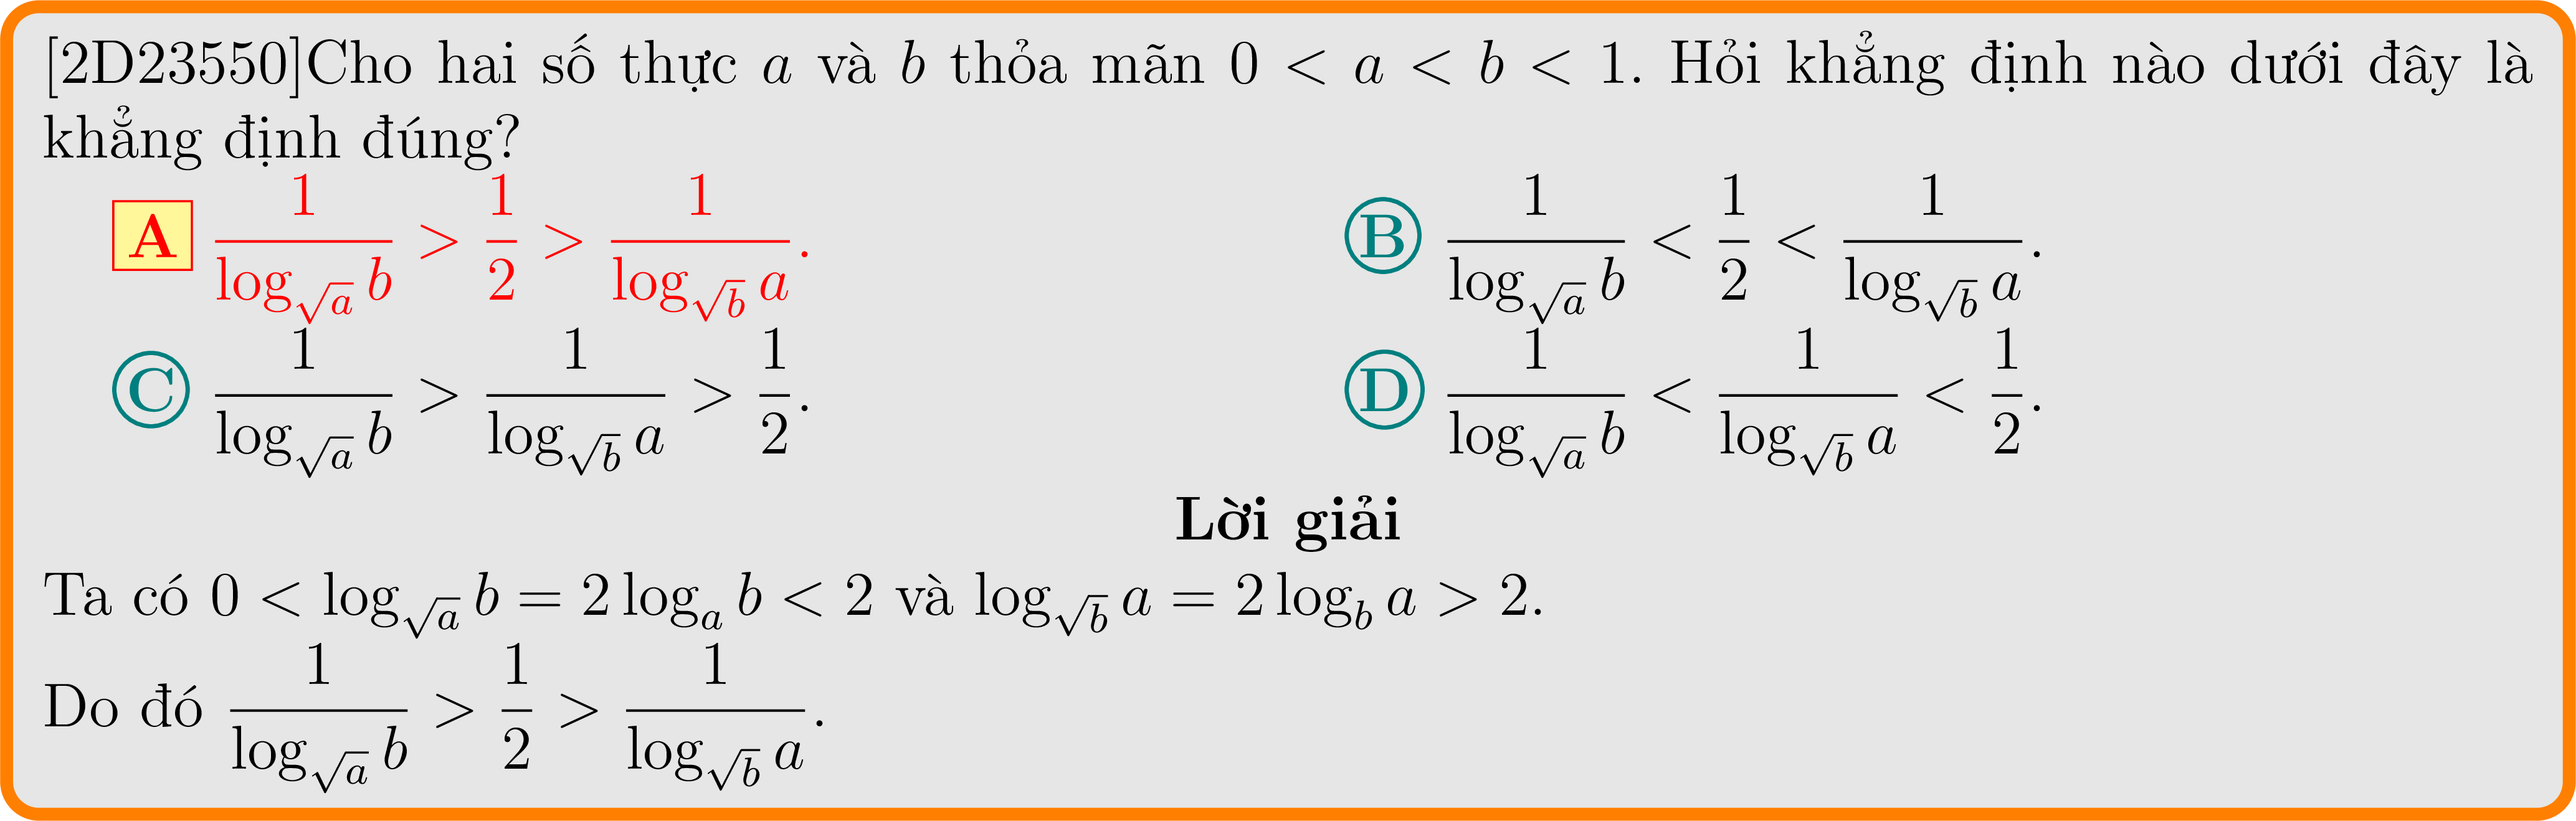 [2D23550]Cho hai số thực a và b thỏa mãn 0 < a < b < 1. Hỏi khẳng định nào dưới đây là
khẳng định đúng?
A $\frac{1}{\log_{\sqrt{a}} b} > \frac{1}{2} > \frac{1}{\log_{\sqrt{b}} a}$. B $\frac{1}{\log_{\sqrt{a}} b} < \frac{1}{2} < \frac{1}{\log_{\sqrt{b}} a}$.
C $\frac{1}{\log_{\sqrt{a}} b} > \frac{1}{\log_{\sqrt{b}} a} > \frac{1}{2}$. D $\frac{1}{\log_{\sqrt{a}} b} < \frac{1}{\log_{\sqrt{b}} a} < \frac{1}{2}$.
Lời giải
Ta có $0 < \log_{\sqrt{a}} b = 2\log_a b < 2$ và $\log_{\sqrt{b}} a = 2\log_b a > 2$.
Do đó $\frac{1}{\log_{\sqrt{a}} b} > \frac{1}{2} > \frac{1}{\log_{\sqrt{b}} a}$.